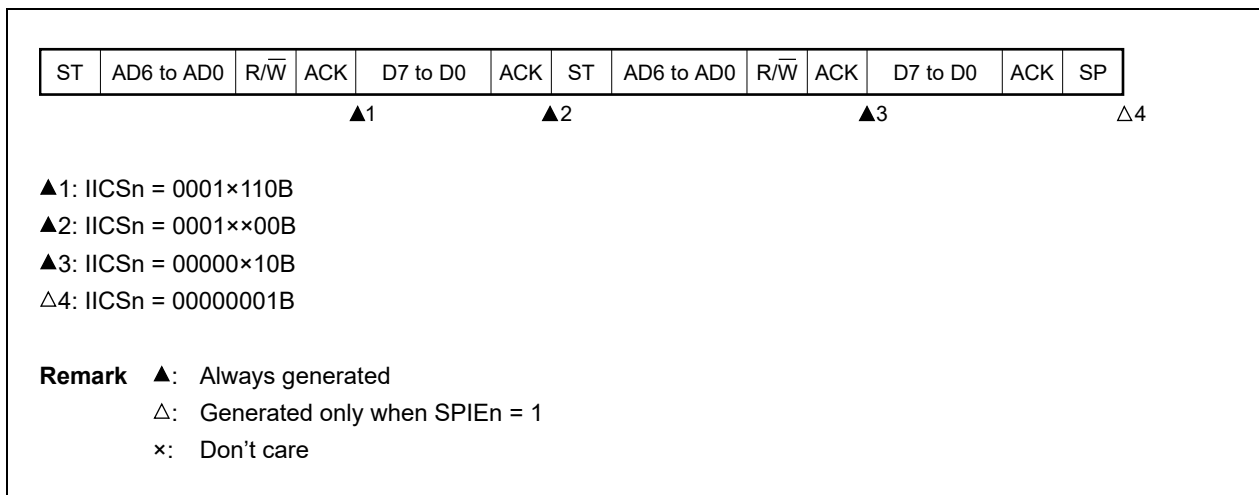 ST AD6 to AD0 R/W̅ ACK D7 to D0 ACK ST AD6 to AD0 R/W̅ ACK D7 to D0 ACK SP
▲1 ▲2 ▲3 △4
▲1: IICSn = 0001×110B
▲2: IICSn = 0001××00B
▲3: IICSn = 00000×10B
△4: IICSn = 00000001B
Remark ▲: Always generated
△: Generated only when SPIEn = 1
×: Don't care